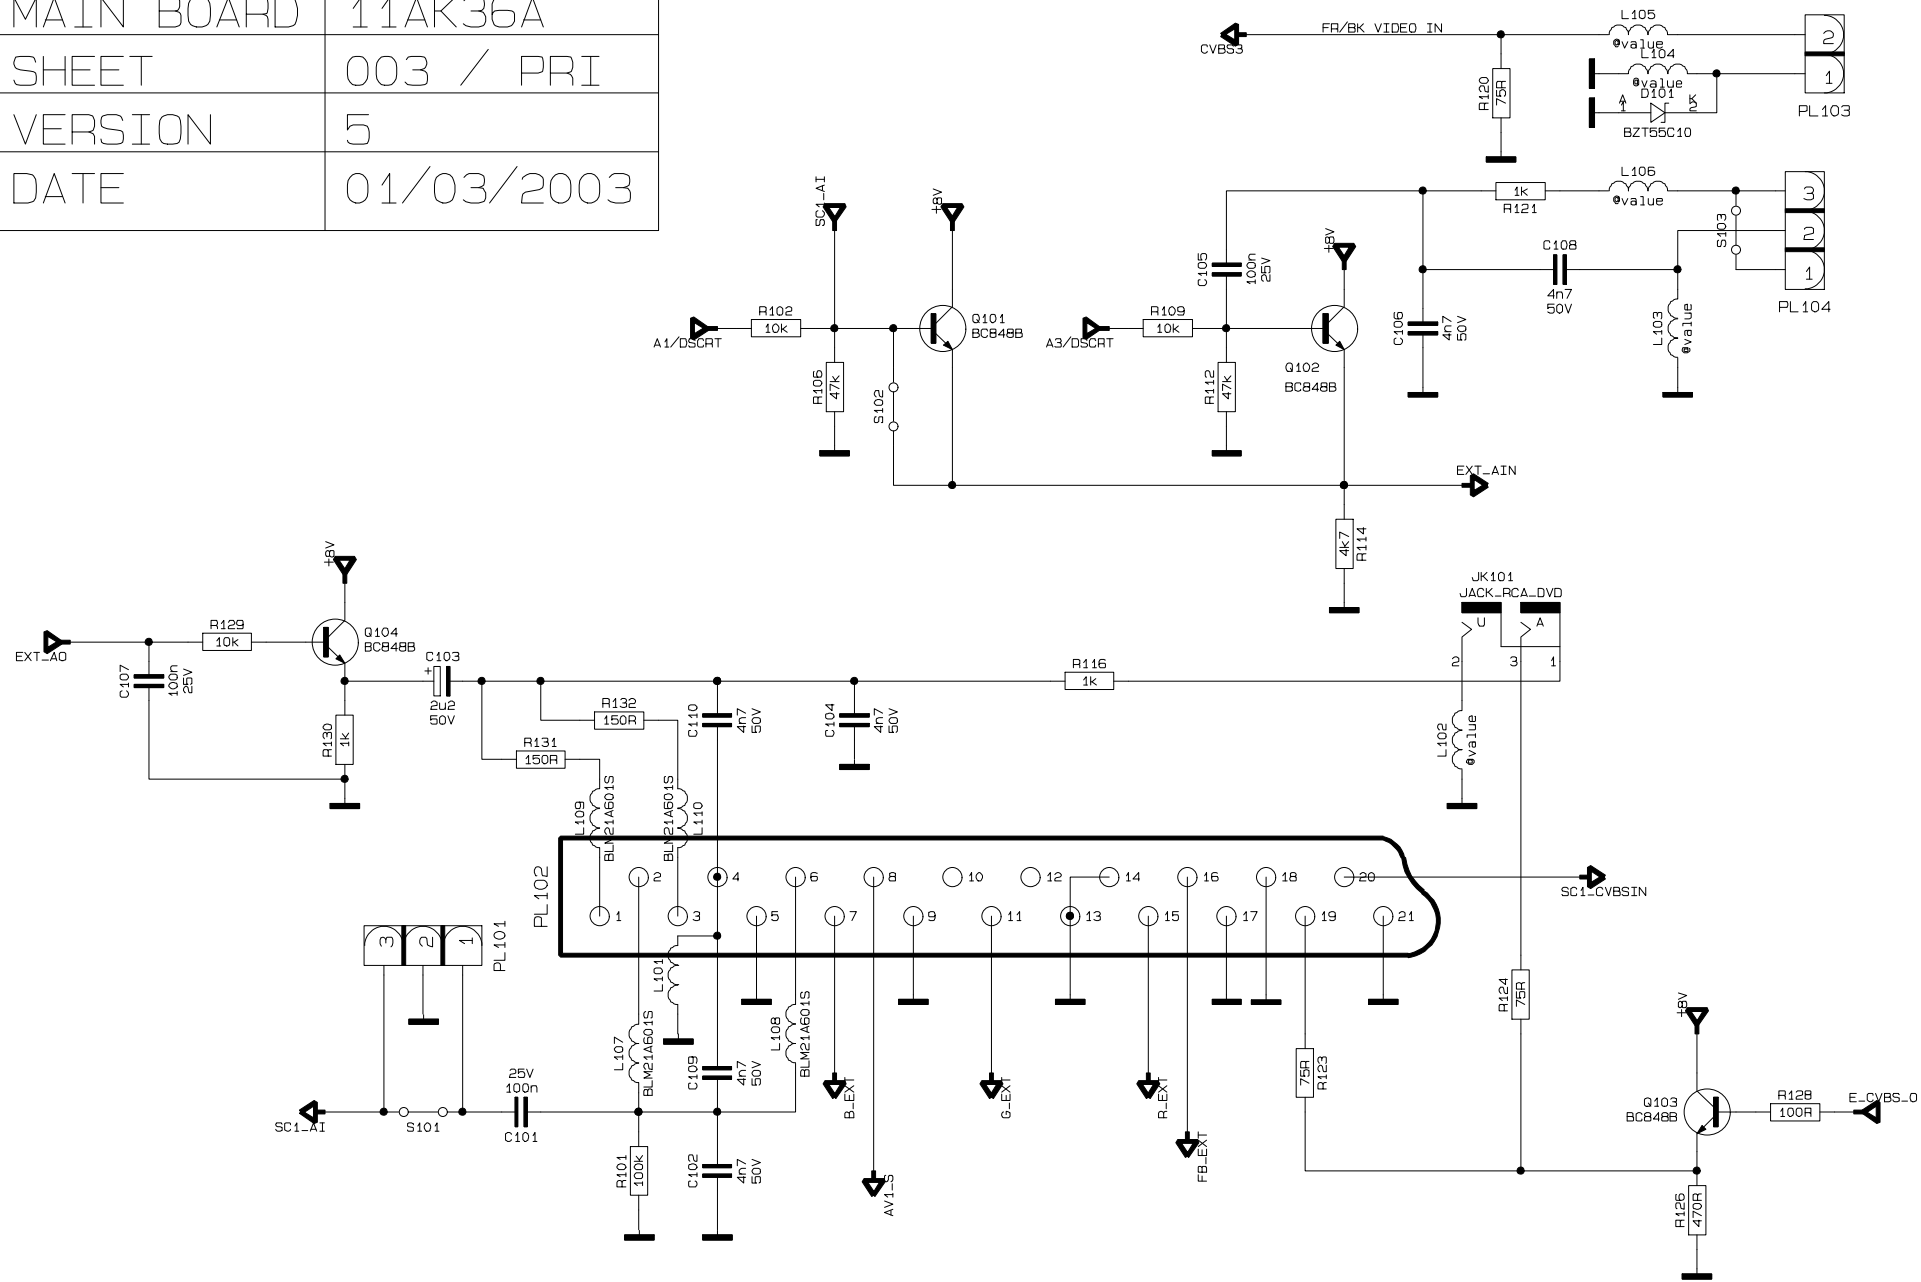 MAIN BOARD 11AK36A
SHEET 003 / PRI
VERSION 5
DATE 01/03/2003
CVBS3
FR/BK VIDEO IN
L105
@value
L104
@value
D101
A
1
K
2
BZT55C10
R120
75R
2
1
PL103
SC1_AI
+8V
A1/DSCRT
R102
10k
R106
47k
S102
Q101
BC848B
A3/DSCRT
R109
10k
R112
47k
C105
100n
25V
+8V
Q102
BC848B
C106
4n7
50V
1k
R121
L106
@value
C108
4n7
50V
S103
L103
@value
3
2
1
PL104
EXT_AIN
4k7
R114
EXT_AO
C107
100n
25V
R129
10k
+8V
Q104
BC848B
R130
1k
C103
+
2u2
50V
R132
150R
R131
150R
C110
4n7
50V
C104
4n7
50V
R116
1k
JK101
JACK_RCA_DVD
U
A
2
3
1
L102
@value
L109
BLM21A601S
BLM21A601S
L110
PL102
2
4
6
8
10
12
14
16
18
20
1
3
5
7
9
11
13
15
17
19
21
SC1_CVBSIN
3
2
1
PL101
L101
L107
BLM21A601S
L108
BLM21A601S
C109
4n7
50V
SC1_AI
S101
25V
100n
C101
R101
100k
C102
4n7
50V
B_EXT
AV1_S
G_EXT
R_EXT
FB_EXT
75R
R123
R124
75R
+8V
Q103
BC848B
R128
100R
E_CVBS_O
R126
470R